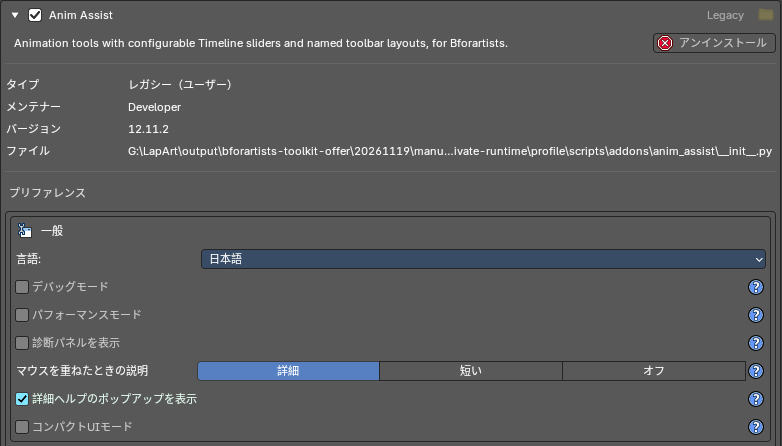 Anim Assist
Legacy
Animation tools with configurable Timeline sliders and named toolbar layouts, for Bforartists.
アンインストール
タイプ レガシー（ユーザー）
メンテナー Developer
バージョン 12.11.2
ファイル G:\LapArt\output\bforartists-toolkit-offer\20261119\manu...ivate-runtime\profile\scripts\addons\anim_assist\__init__.py
プリファレンス
一般
言語: 日本語
デバッグモード ?
パフォーマンスモード ?
診断パネルを表示 ?
マウスを重ねたときの説明 詳細 短い オフ ?
詳細ヘルプのポップアップを表示 ?
コンパクトUIモード ?